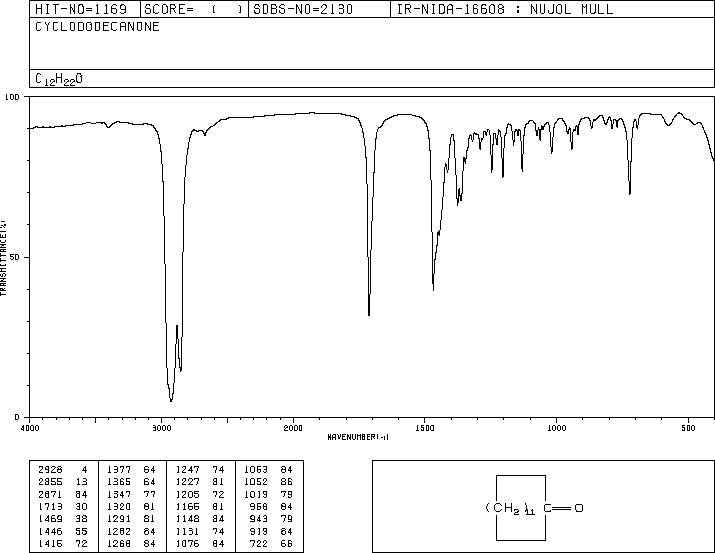 HIT-NO=1169 SCORE= ( ) SDBS-NO=2130 IR-NIDA-16608 : NUJOL MULL
CYCLODODECANONE
C12H22O
100
50
0
TRANSMITTANCE(%)
4000 3000 2000 1500 1000 500
WAVENUMBER(-1)
2928 4 1377 64 1247 74 1063 84
2855 13 1365 64 1227 81 1052 86
2671 84 1347 77 1205 72 1019 79
1713 30 1320 81 1166 81 958 84
1469 38 1291 81 1148 84 943 79
1446 55 1282 84 1131 74 919 84
1416 72 1268 84 1076 84 722 66
(CH2)11 C=O